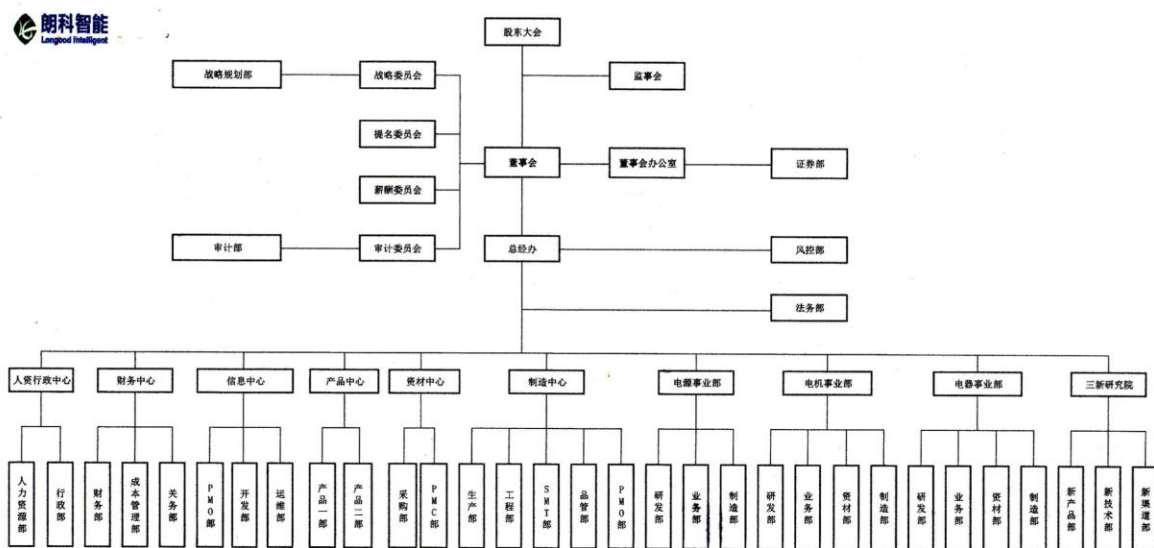 朗科智能
Longood Intelligent
股东大会
战略规划部
战略委员会
监事会
提名委员会
董事会
董事会办公室
证券部
薪酬委员会
审计部
审计委员会
总经办
风控部
法务部
人资行政中心
财务中心
信息中心
产品中心
资材中心
制造中心
电源事业部
电机事业部
电器事业部
三新研究院
人力资源部
行政部
财务部
成本管理部
关务部
PMO部
开发部
运维部
产品一部
产品二部
采购部
PMC部
生产部
工程部
SMT部
品管部
PMO部
研发部
业务部
制造部
研发部
业务部
资材部
制造部
研发部
业务部
资材部
制造部
新产品部
新技术部
新渠道部